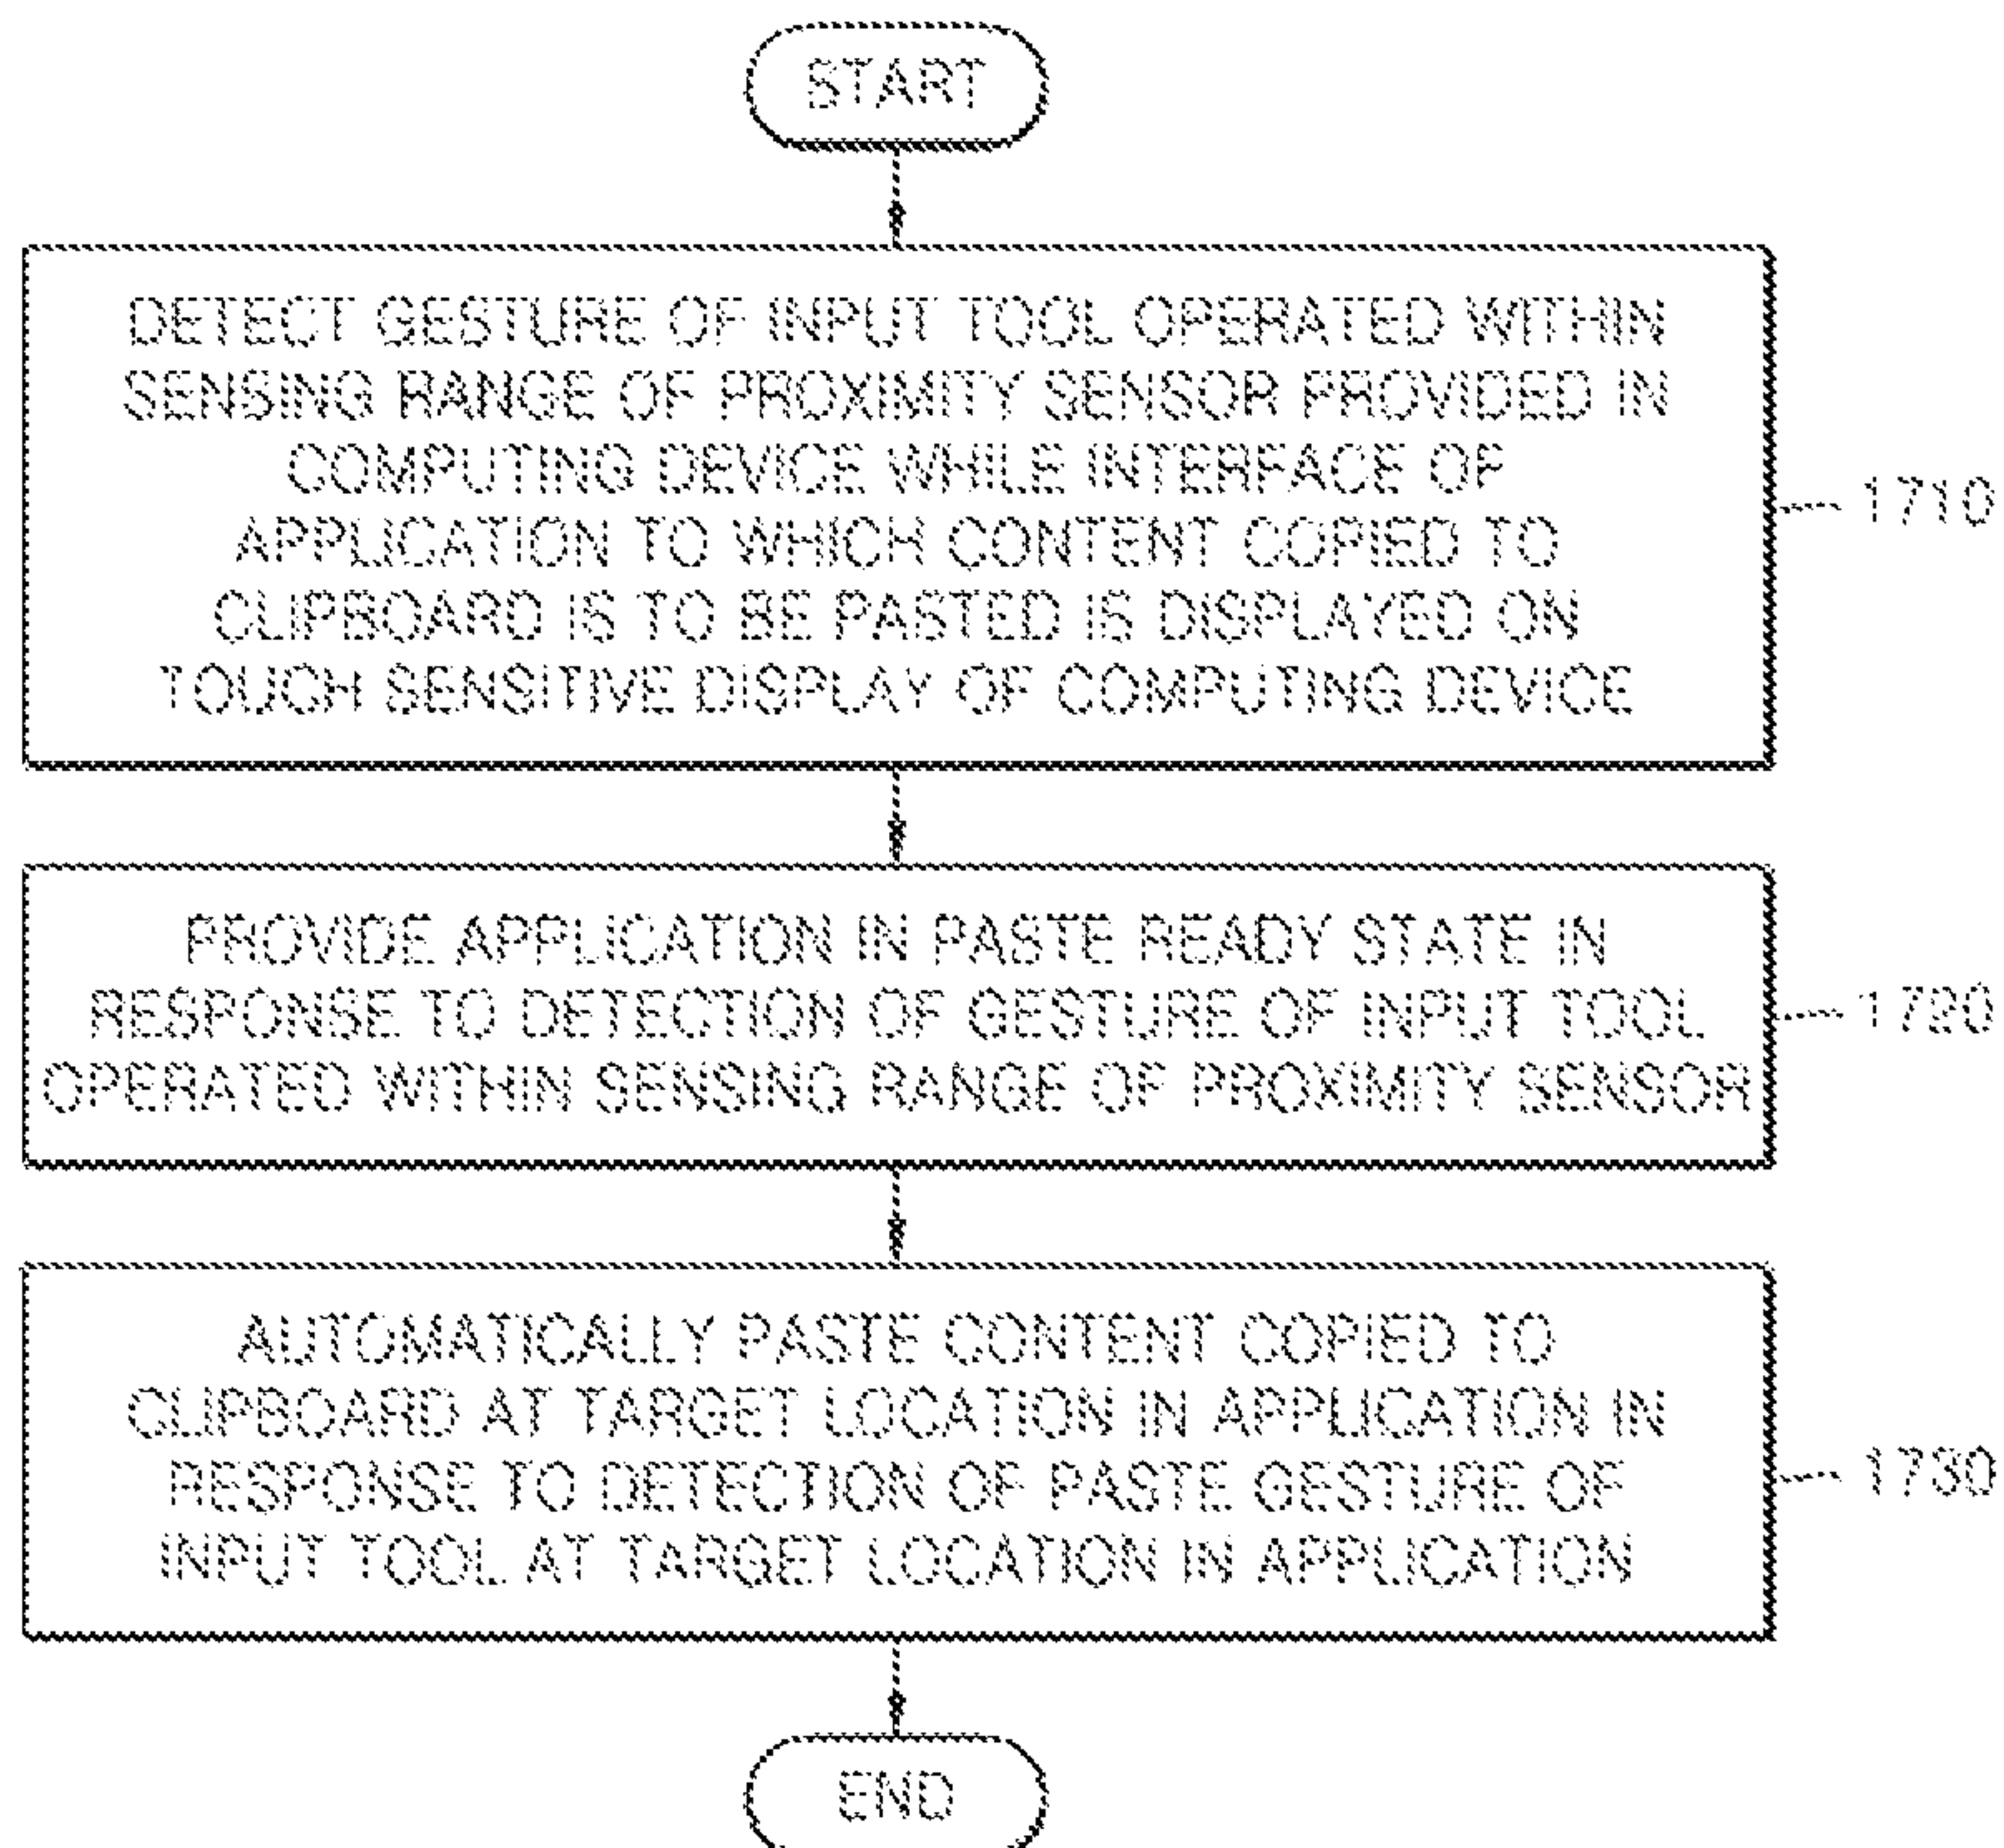 START
DETECT GESTURE OF INPUT TOOL OPERATED WITHIN
SENSING RANGE OF PROXIMITY SENSOR PROVIDED IN
COMPUTING DEVICE WHILE INTERFACE OF
APPLICATION TO WHICH CONTENT COPIED TO
CLIPBOARD IS TO BE PASTED IS DISPLAYED ON
TOUCH SENSITIVE DISPLAY OF COMPUTING DEVICE
1710
PROVIDE APPLICATION IN PASTE READY STATE IN
RESPONSE TO DETECTION OF GESTURE OF INPUT TOOL
OPERATED WITHIN SENSING RANGE OF PROXIMITY SENSOR
1720
AUTOMATICALLY PASTE CONTENT COPIED TO
CLIPBOARD AT TARGET LOCATION IN APPLICATION IN
RESPONSE TO DETECTION OF PASTE GESTURE OF
INPUT TOOL AT TARGET LOCATION IN APPLICATION
1730
END